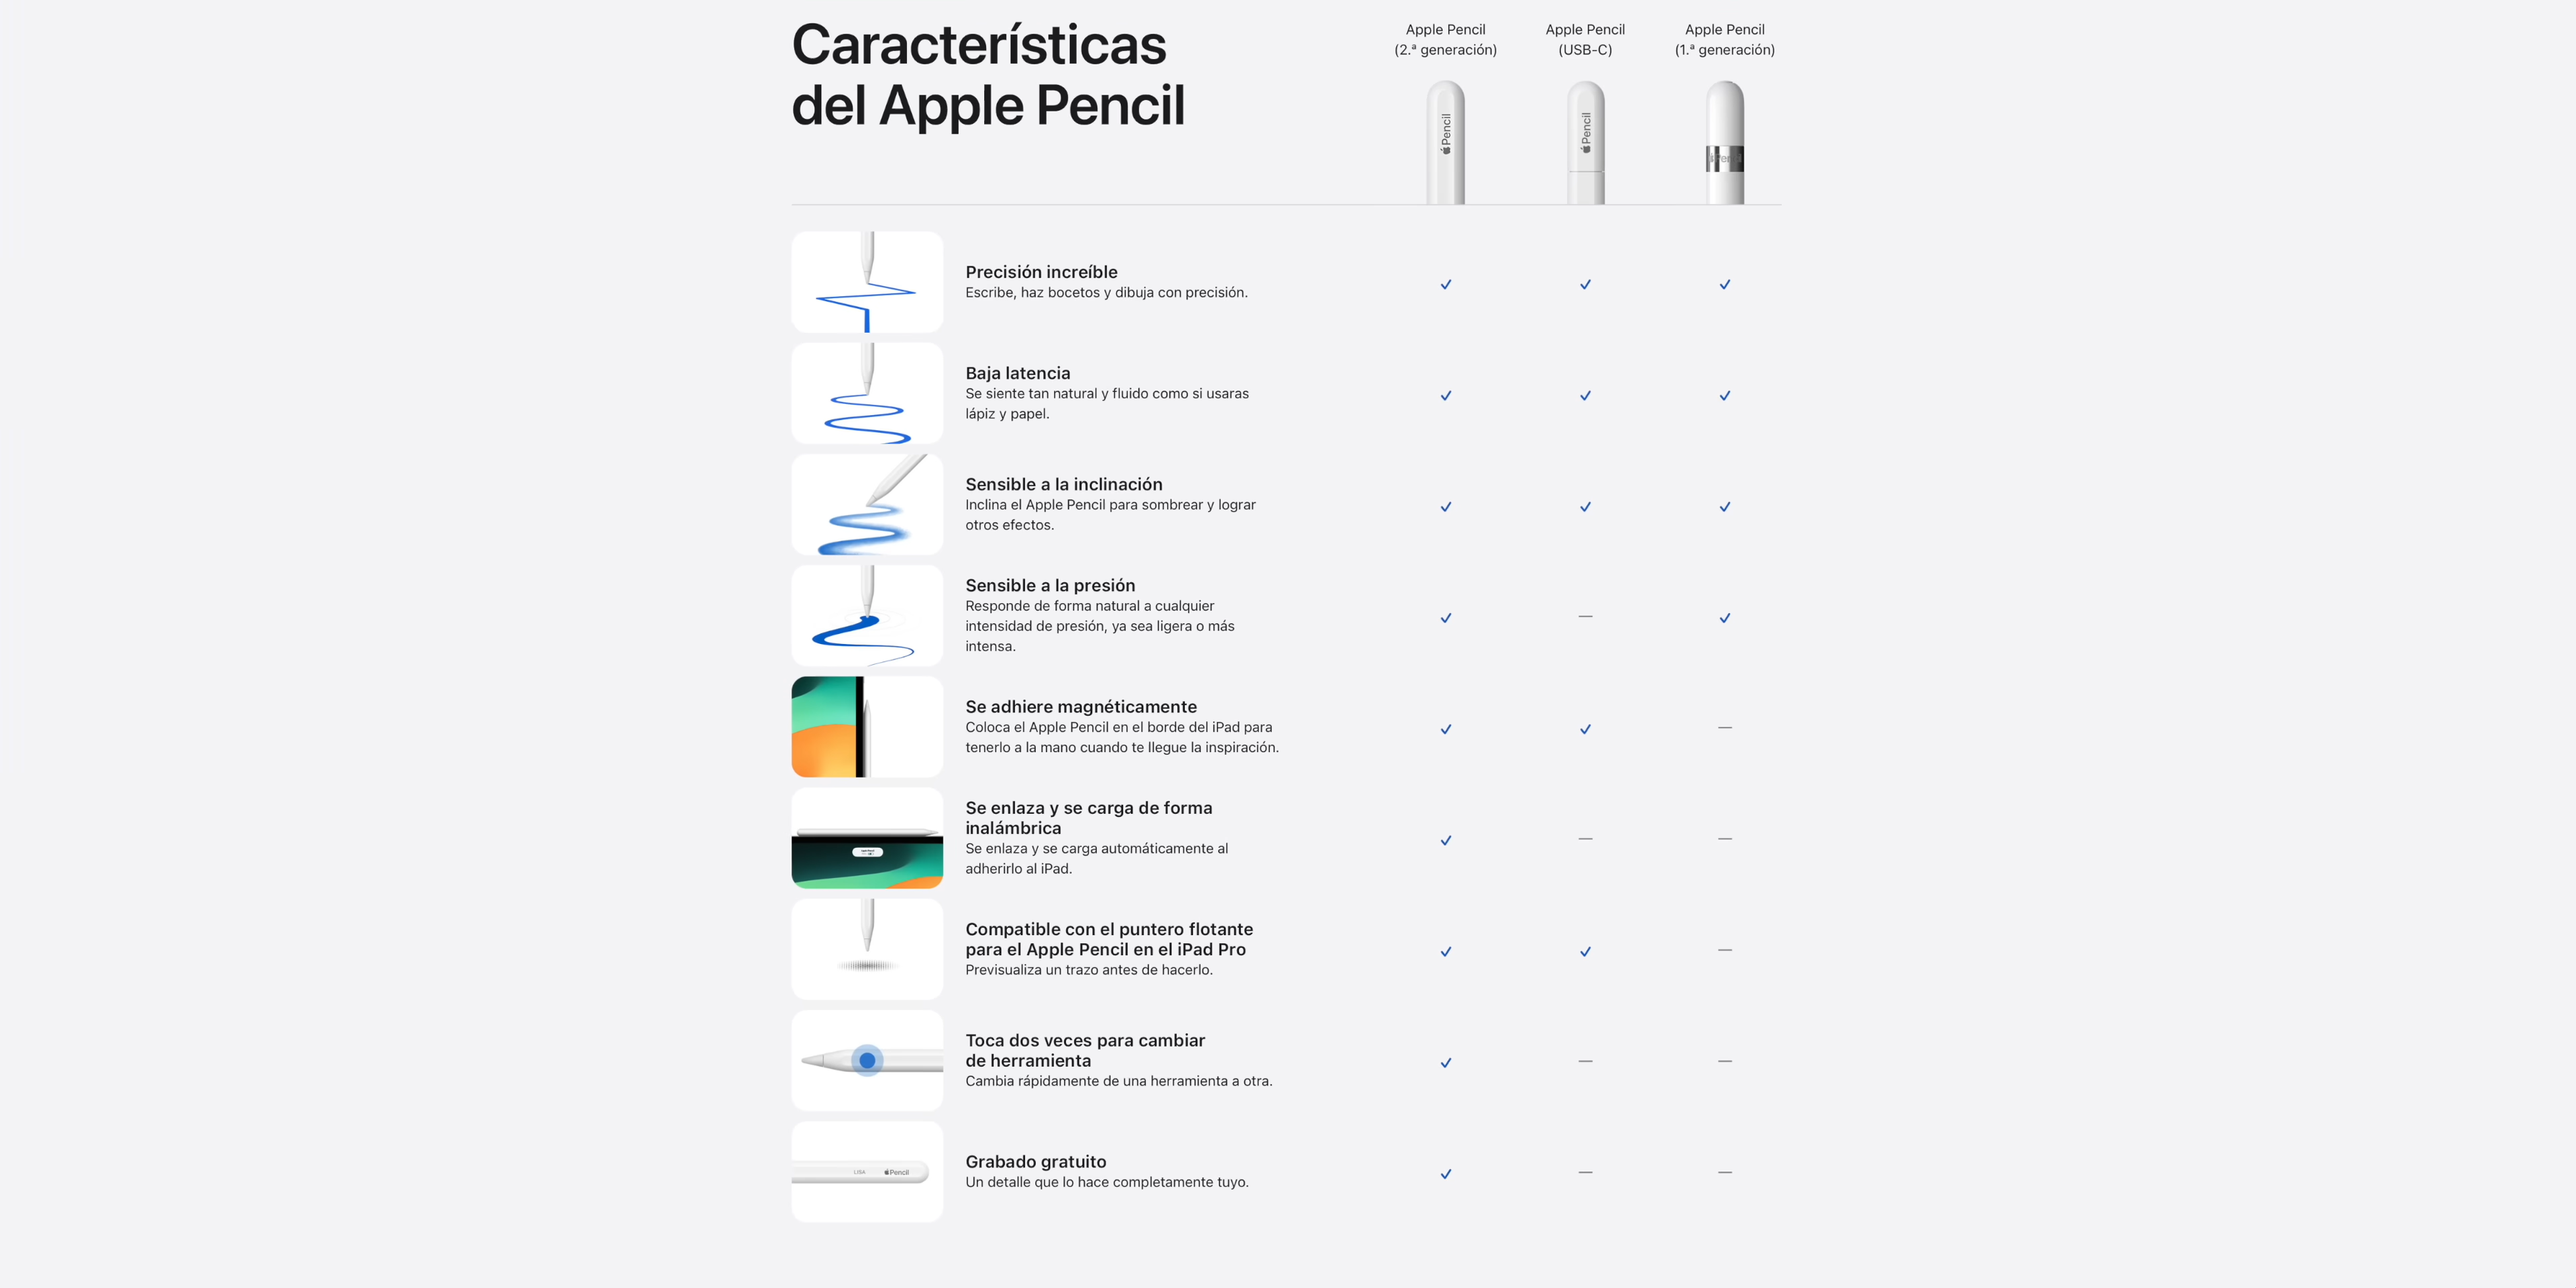 Características
del Apple Pencil
Apple Pencil
(2.ª generación)
Apple Pencil
(USB-C)
Apple Pencil
(1.ª generación)
Pencil
Pencil
Precisión increíble
Escribe, haz bocetos y dibuja con precisión.
Baja latencia
Se siente tan natural y fluido como si usaras
lápiz y papel.
Sensible a la inclinación
Inclina el Apple Pencil para sombrear y lograr
otros efectos.
Sensible a la presión
Responde de forma natural a cualquier
intensidad de presión, ya sea ligera o más
intensa.
Se adhiere magnéticamente
Coloca el Apple Pencil en el borde del iPad para
tenerlo a la mano cuando te llegue la inspiración.
Se enlaza y se carga de forma
inalámbrica
Se enlaza y se carga automáticamente al
adherirlo al iPad.
Compatible con el puntero flotante
para el Apple Pencil en el iPad Pro
Previsualiza un trazo antes de hacerlo.
Toca dos veces para cambiar
de herramienta
Cambia rápidamente de una herramienta a otra.
LISA Pencil
Grabado gratuito
Un detalle que lo hace completamente tuyo.